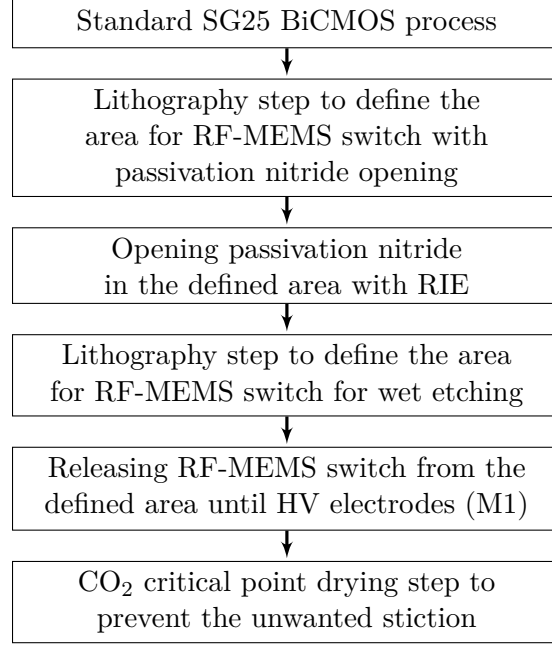 Standard SG25 BiCMOS process
Lithography step to define the
area for RF-MEMS switch with
passivation nitride opening
Opening passivation nitride
in the defined area with RIE
Lithography step to define the area
for RF-MEMS switch for wet etching
Releasing RF-MEMS switch from the
defined area until HV electrodes (M1)
CO₂ critical point drying step to
prevent the unwanted stiction